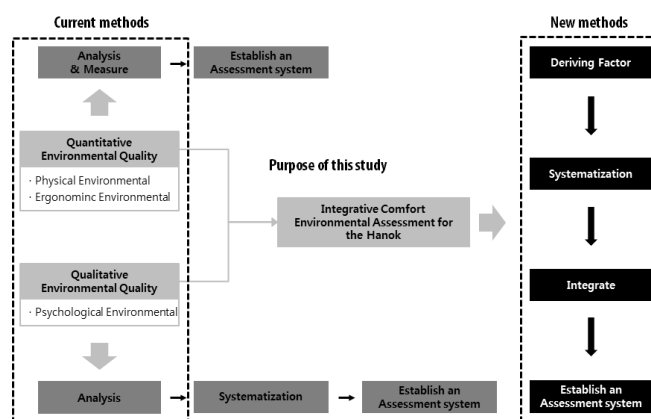 Current methods
New methods
Analysis
& Measure
Establish an
Assessment system
Deriving Factor
Quantitative
Environmental Quality
· Physical Environmental
· Ergonominc Environmental
Purpose of this study
Systematization
Integrative Comfort
Environmental Assessment for
the Hanok
Qualitative
Environmental Quality
· Psychological Environmental
Integrate
Analysis
Systematization
Establish an
Assessment system
Establish an
Assessment system